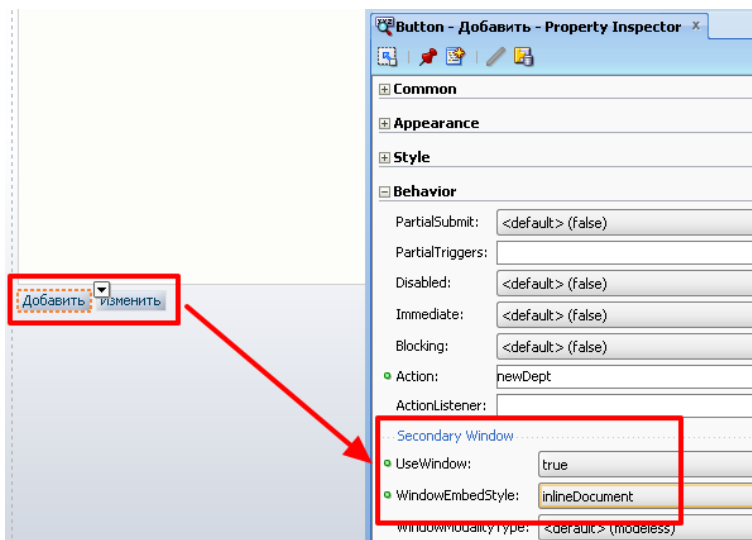 Button - Добавить - Property Inspector
Common
Appearance
Style
Behavior
PartialSubmit: <default> (false)
PartialTriggers:
Disabled: <default> (false)
Immediate: <default> (false)
Blocking: <default> (false)
Action: newDept
ActionListener:
Secondary Window
UseWindow: true
WindowEmbedStyle: inlineDocument
WindowModalityType: <default> (modeless)
Добавить Изменить